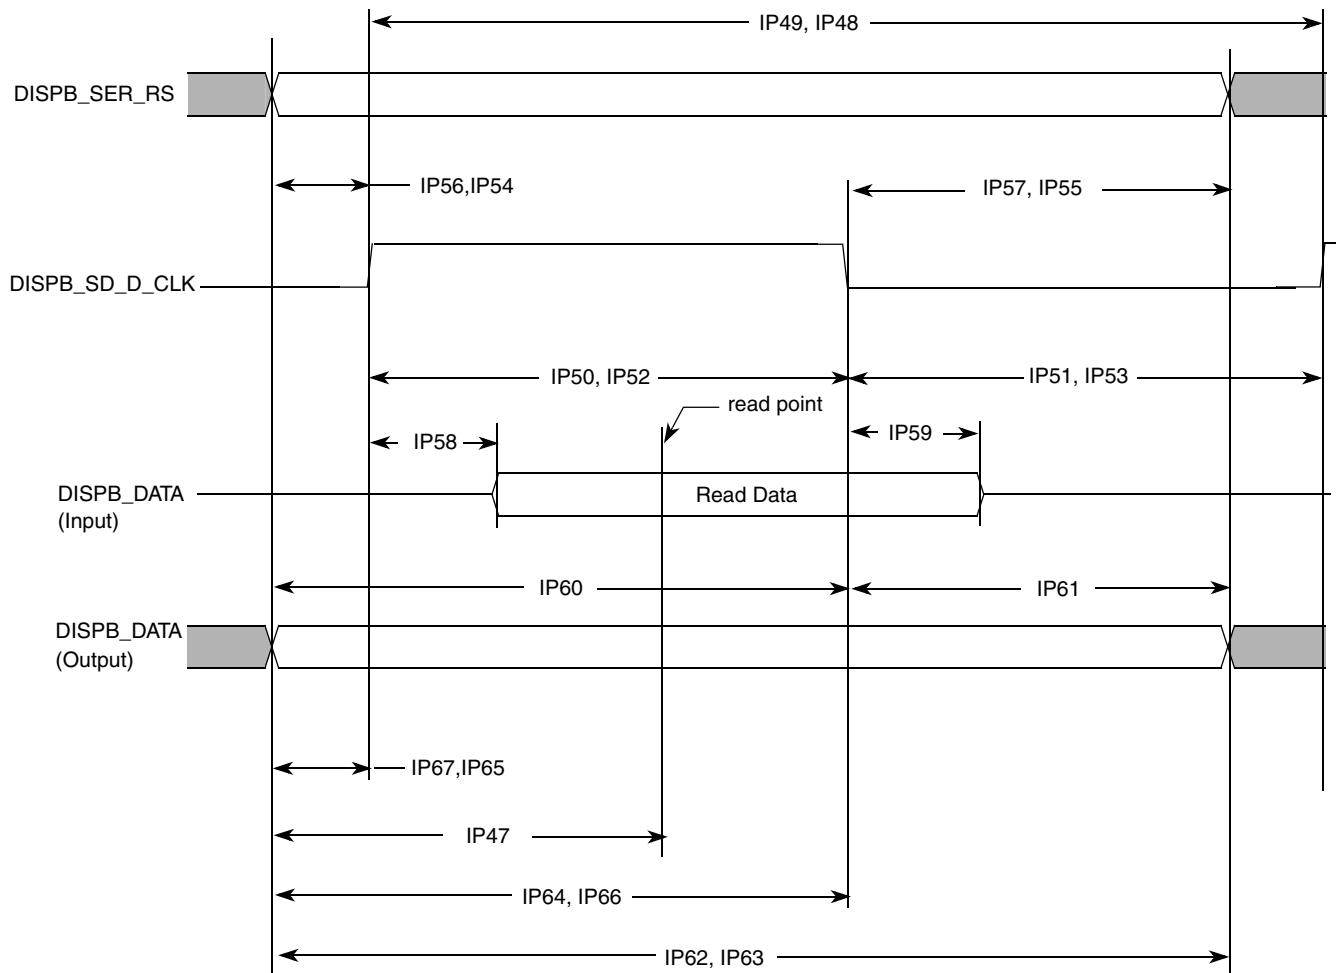 IP49, IP48
DISPB_SER_RS
IP56,IP54
IP57, IP55
DISPB_SD_D_CLK
IP50, IP52
IP51, IP53
read point
IP58
IP59
DISPB_DATA
(Input)
Read Data
IP60
IP61
DISPB_DATA
(Output)
IP67,IP65
IP47
IP64, IP66
IP62, IP63